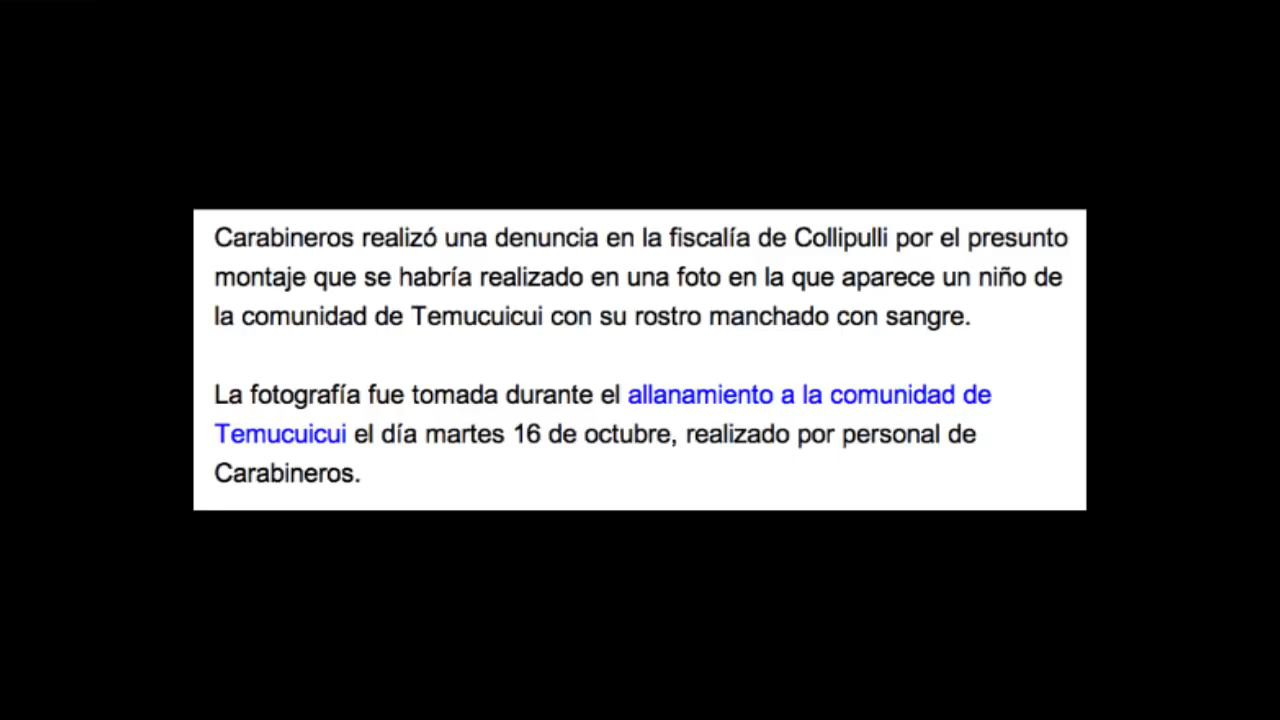 Carabineros realizó una denuncia en la fiscalía de Collipulli por el presunto
montaje que se habría realizado en una foto en la que aparece un niño de
la comunidad de Temucuicui con su rostro manchado con sangre.
La fotografía fue tomada durante el allanamiento a la comunidad de
Temucuicui el día martes 16 de octubre, realizado por personal de
Carabineros.